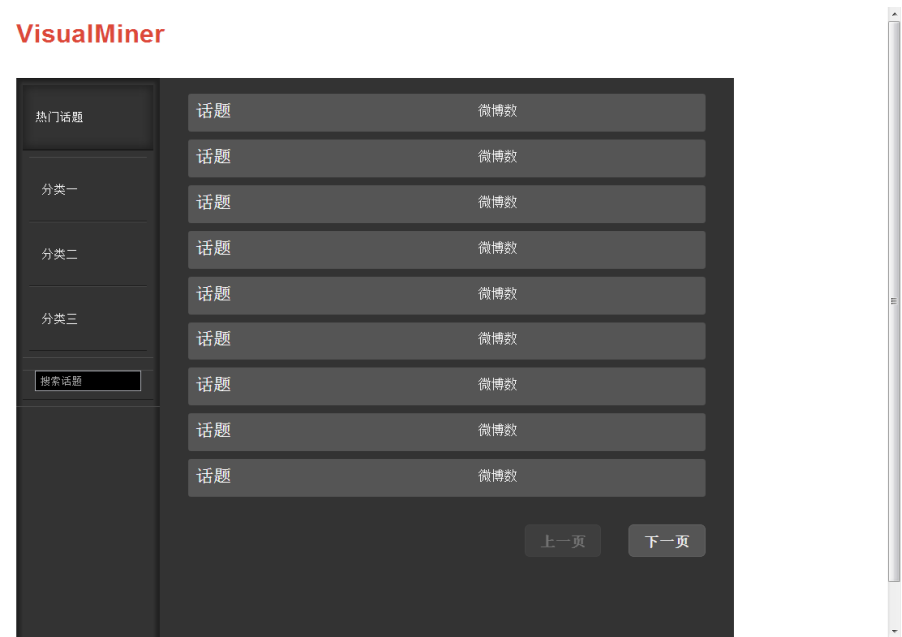 VisualMiner
热门话题
分类一
分类二
分类三
搜索话题
话题 微博数
话题 微博数
话题 微博数
话题 微博数
话题 微博数
话题 微博数
话题 微博数
话题 微博数
话题 微博数
上一页 下一页